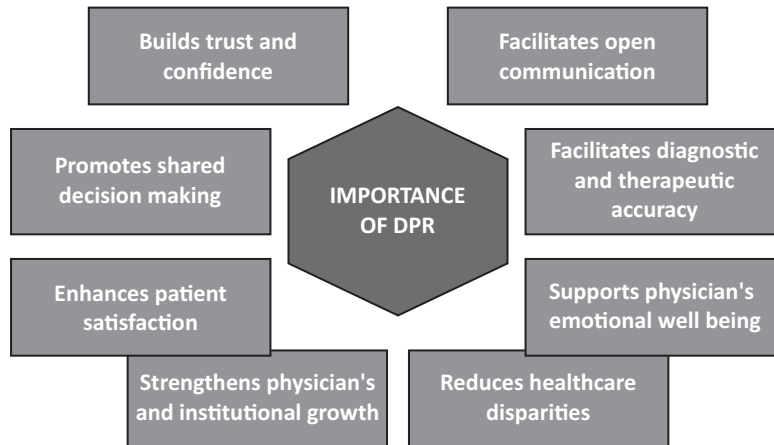 Builds trust and
confidence
Facilitates open
communication
Promotes shared
decision making
IMPORTANCE
OF DPR
Facilitates diagnostic
and therapeutic
accuracy
Enhances patient
satisfaction
Supports physician's
emotional well being
Strengthens physician's
and institutional growth
Reduces healthcare
disparities